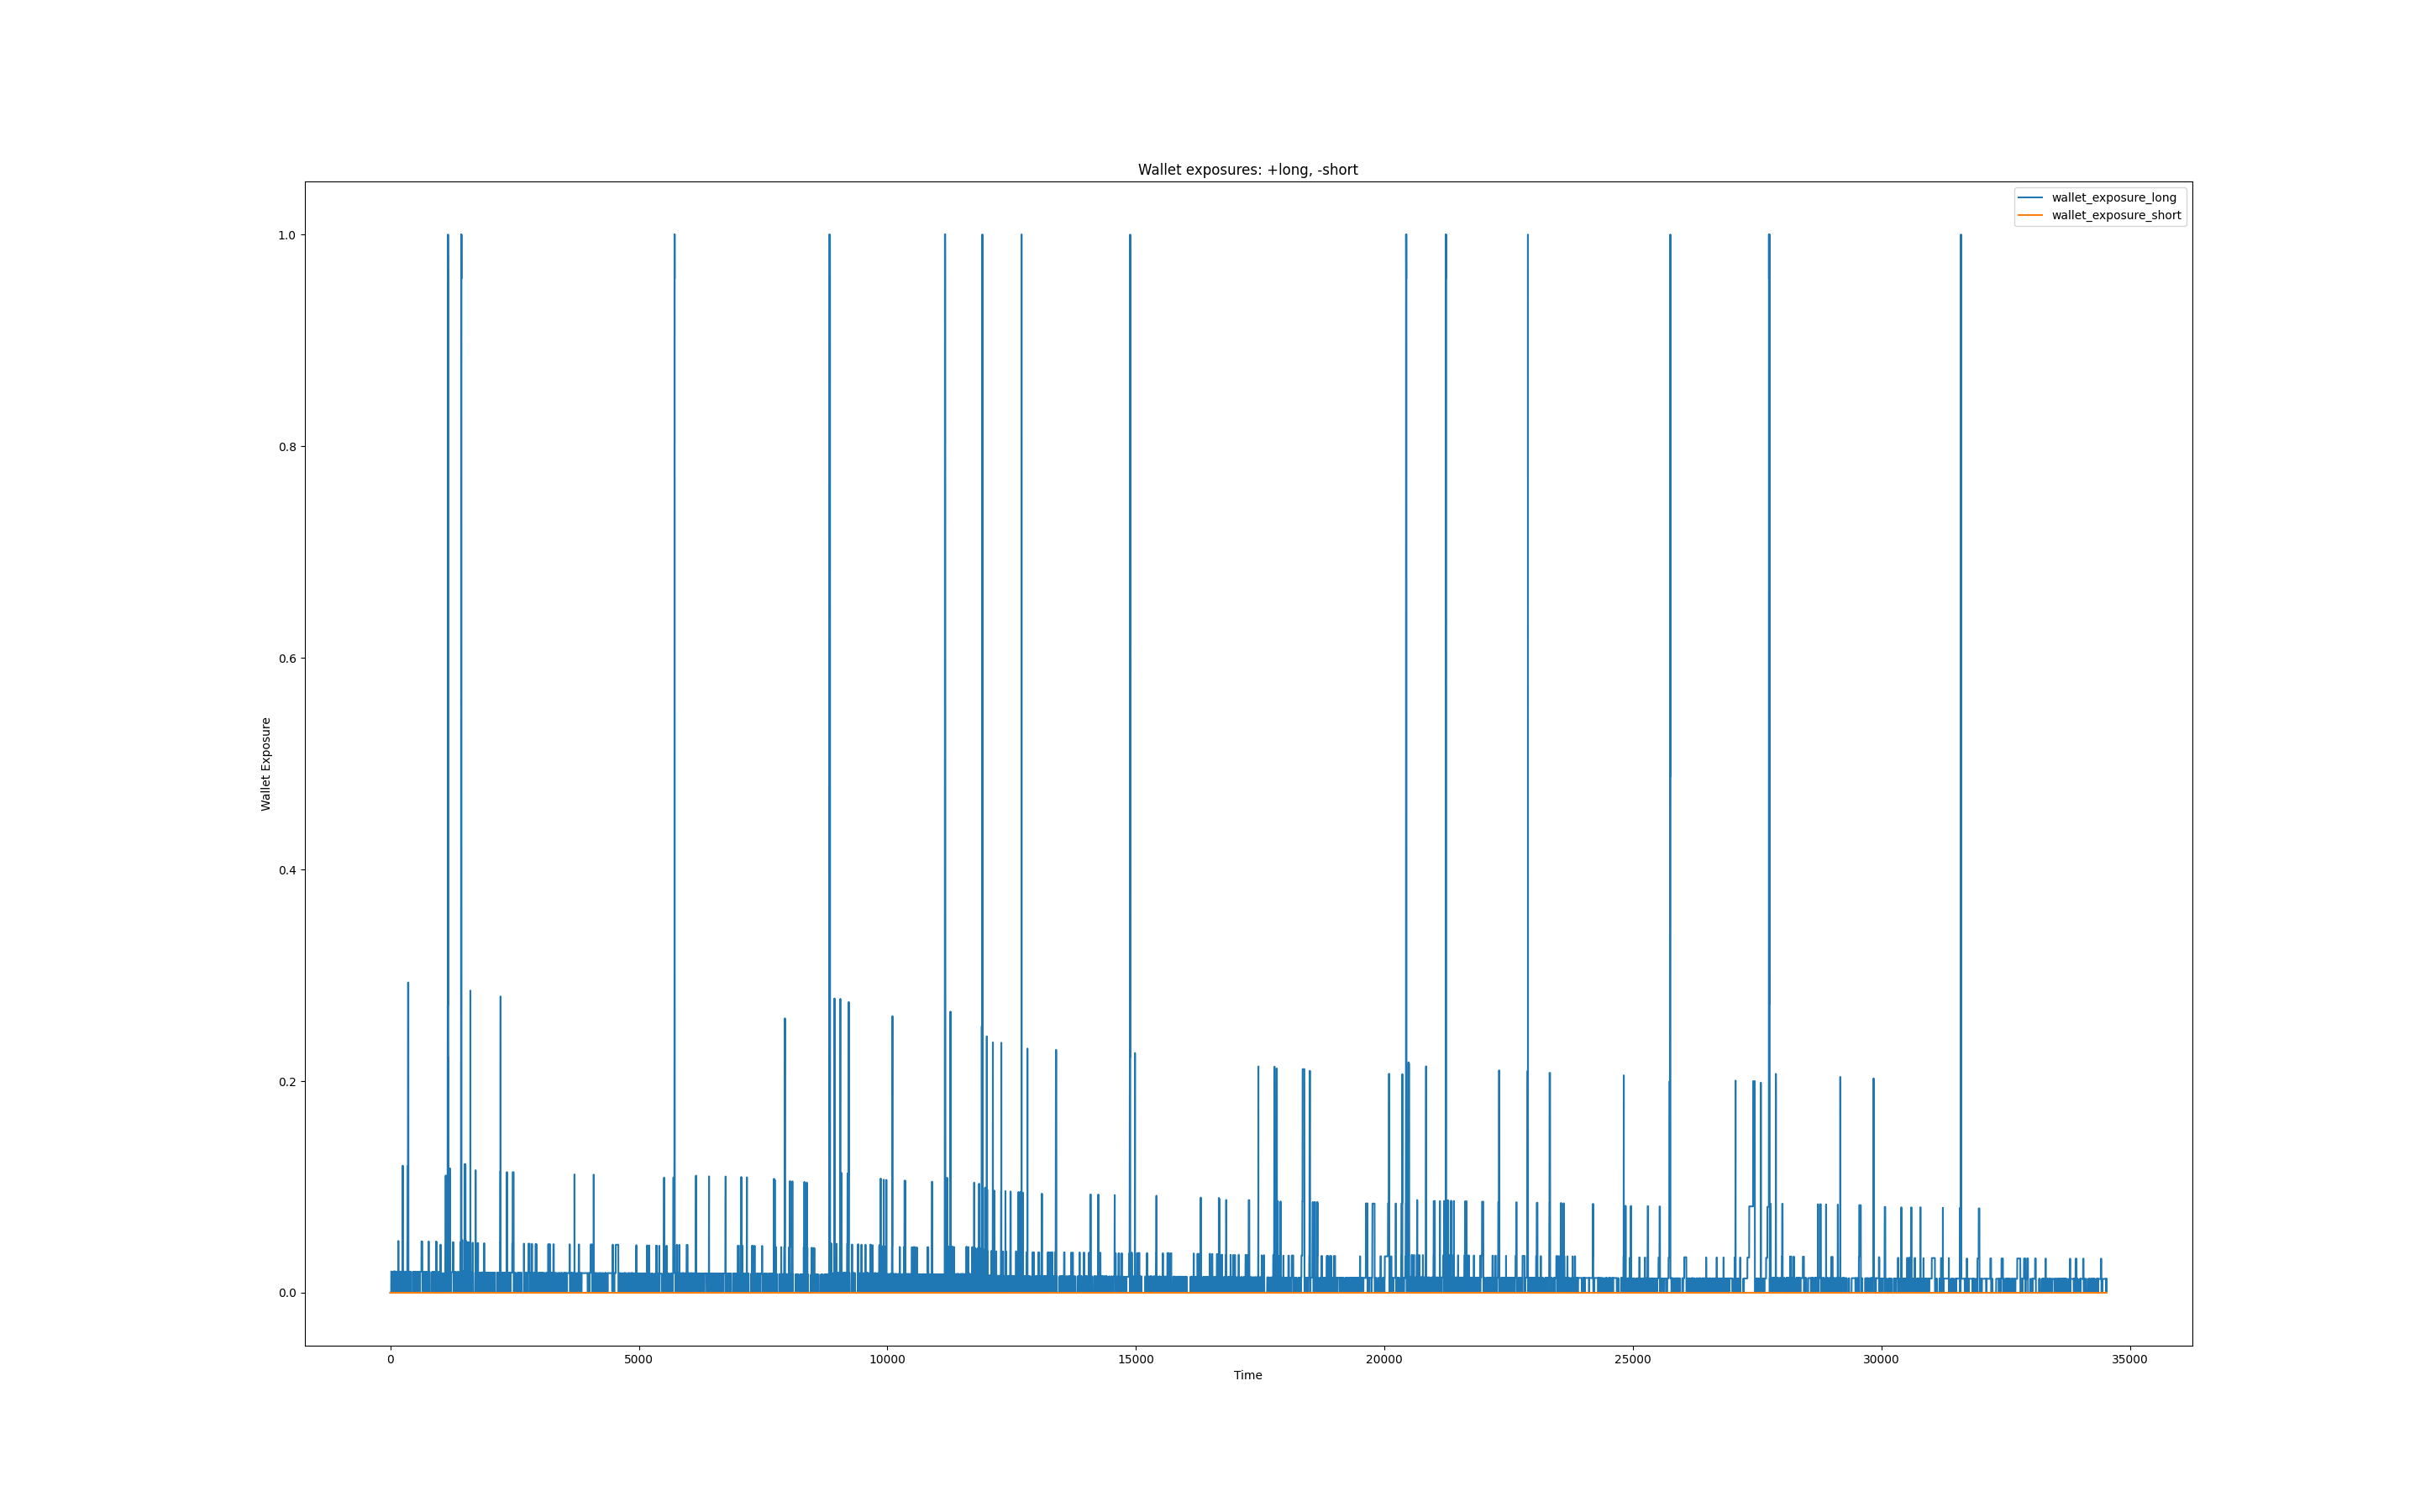 Wallet exposures: +long, -short
wallet_exposure_long
wallet_exposure_short
1.0
0.8
0.6
0.4
0.2
0.0
Wallet Exposure
0 5000 10000 15000 20000 25000 30000 35000
Time